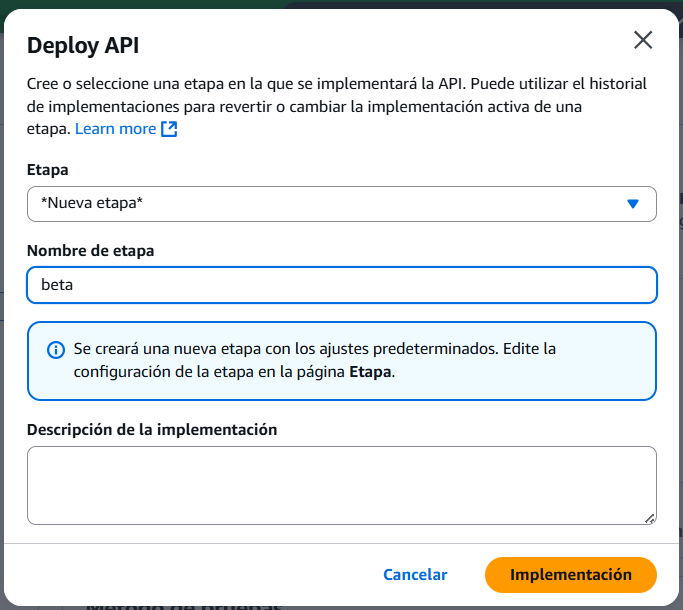 Deploy API
Cree o seleccione una etapa en la que se implementará la API. Puede utilizar el historial
de implementaciones para revertir o cambiar la implementación activa de una
etapa. Learn more
Etapa
*Nueva etapa*
Nombre de etapa
beta
Se creará una nueva etapa con los ajustes predeterminados. Edite la
configuración de la etapa en la página Etapa.
Descripción de la implementación
Cancelar
Implementación